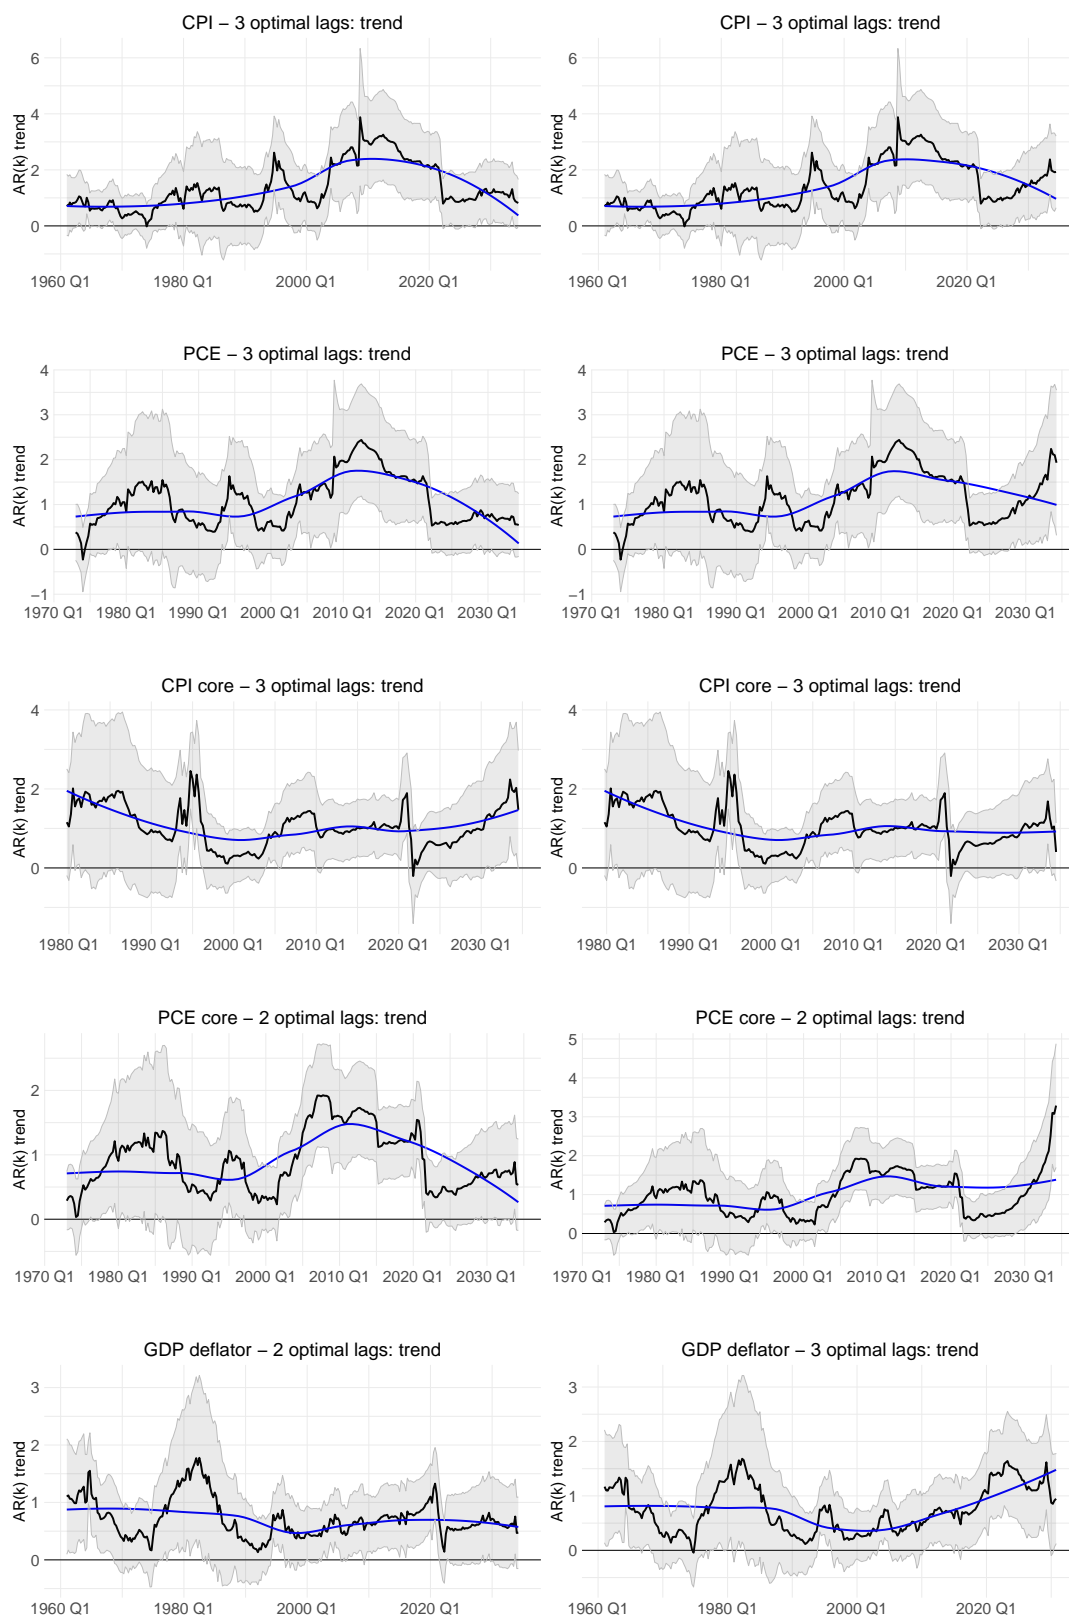 CPI − 3 optimal lags: trend
AR(k) trend
6
4
2
0
1960 Q1 1980 Q1 2000 Q1 2020 Q1
CPI − 3 optimal lags: trend
AR(k) trend
6
4
2
0
1960 Q1 1980 Q1 2000 Q1 2020 Q1
PCE − 3 optimal lags: trend
AR(k) trend
4
3
2
1
0
−1
1970 Q1 1980 Q1 1990 Q1 2000 Q1 2010 Q1 2020 Q1 2030 Q1
PCE − 3 optimal lags: trend
AR(k) trend
4
3
2
1
0
−1
1970 Q1 1980 Q1 1990 Q1 2000 Q1 2010 Q1 2020 Q1 2030 Q1
CPI core − 3 optimal lags: trend
AR(k) trend
4
2
0
1980 Q1 1990 Q1 2000 Q1 2010 Q1 2020 Q1 2030 Q1
CPI core − 3 optimal lags: trend
AR(k) trend
4
2
0
1980 Q1 1990 Q1 2000 Q1 2010 Q1 2020 Q1 2030 Q1
PCE core − 2 optimal lags: trend
AR(k) trend
2
1
0
1970 Q1 1980 Q1 1990 Q1 2000 Q1 2010 Q1 2020 Q1 2030 Q1
PCE core − 2 optimal lags: trend
AR(k) trend
5
4
3
2
1
0
1970 Q1 1980 Q1 1990 Q1 2000 Q1 2010 Q1 2020 Q1 2030 Q1
GDP deflator − 2 optimal lags: trend
AR(k) trend
3
2
1
0
1960 Q1 1980 Q1 2000 Q1 2020 Q1
GDP deflator − 3 optimal lags: trend
AR(k) trend
3
2
1
0
1960 Q1 1980 Q1 2000 Q1 2020 Q1